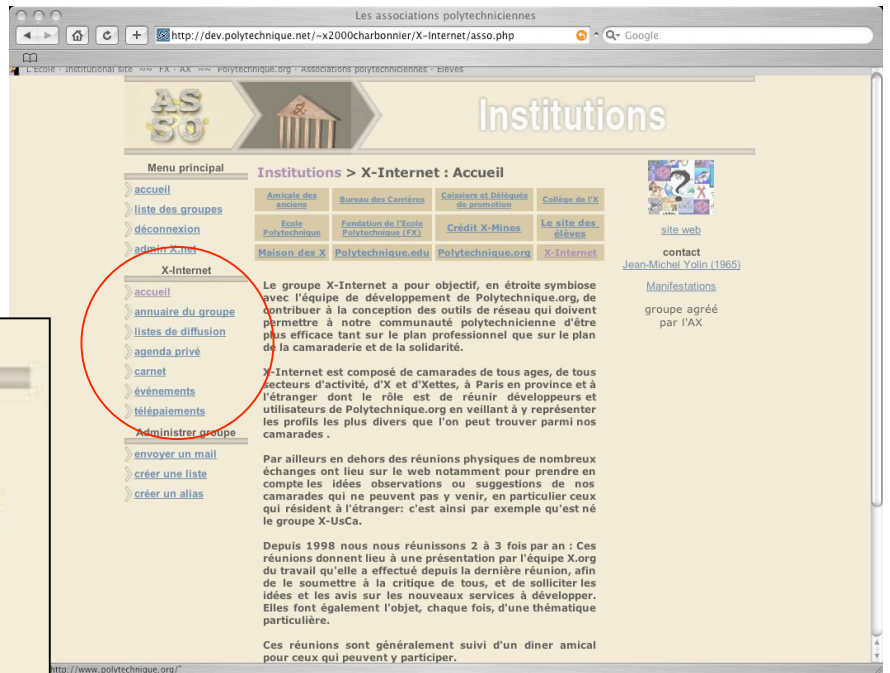 Les associations polytechniciennes
http://dev.polytechnique.net/~x2000charbonnier/X-Internet/asso.php
Google
L'Ecole - Institutional site ~~ FX - AX ~~ Polytechnique.org - Associations polytechniciennes - Elèves
AS
SO
Institutions
Menu principal
accueil
liste des groupes
déconnexion
admin X.net
X-Internet
accueil
annuaire du groupe
listes de diffusion
agenda privé
carnet
événements
télépaiements
Administrer groupe
envoyer un mail
créer une liste
créer un alias
Institutions > X-Internet : Accueil
Amicale des anciens
Bureau des Carrières
Caissiers et Délégués de promotion
Collège de l'X
Ecole Polytechnique
Fondation de l'Ecole Polytechnique (FX)
Crédit X-Mines
Le site des élèves
Maison des X
Polytechnique.edu
Polytechnique.org
X-Internet
Le groupe X-Internet a pour objectif, en étroite symbiose
avec l'équipe de développement de Polytechnique.org, de
contribuer à la conception des outils de réseau qui doivent
permettre à notre communauté polytechnicienne d'être
plus efficace tant sur le plan professionnel que sur le plan
de la camaraderie et de la solidarité.
X-Internet est composé de camarades de tous ages, de tous
secteurs d'activité, d'X et d'Xettes, à Paris en province et à
l'étranger dont le rôle est de réunir développeurs et
utilisateurs de Polytechnique.org en veillant à y représenter
les profils les plus divers que l'on peut trouver parmi nos
camarades .
Par ailleurs en dehors des réunions physiques de nombreux
échanges ont lieu sur le web notamment pour prendre en
compte les idées observations ou suggestions de nos
camarades qui ne peuvent pas y venir, en particulier ceux
qui résident à l'étranger: c'est ainsi par exemple qu'est né
le groupe X-UsCa.
Depuis 1998 nous nous réunissons 2 à 3 fois par an : Ces
réunions donnent lieu à une présentation par l'équipe X.org
du travail qu'elle a effectué depuis la dernière réunion, afin
de le soumettre à la critique de tous, et de solliciter les
idées et les avis sur les nouveaux services à développer.
Elles font également l'objet, chaque fois, d'une thématique
particulière.
Ces réunions sont généralement suivi d'un diner amical
pour ceux qui peuvent y participer.
site web
contact
Jean-Michel Yolin (1965)
Manifestations
groupe agréé
par l'AX
http://www.polytechnique.org/